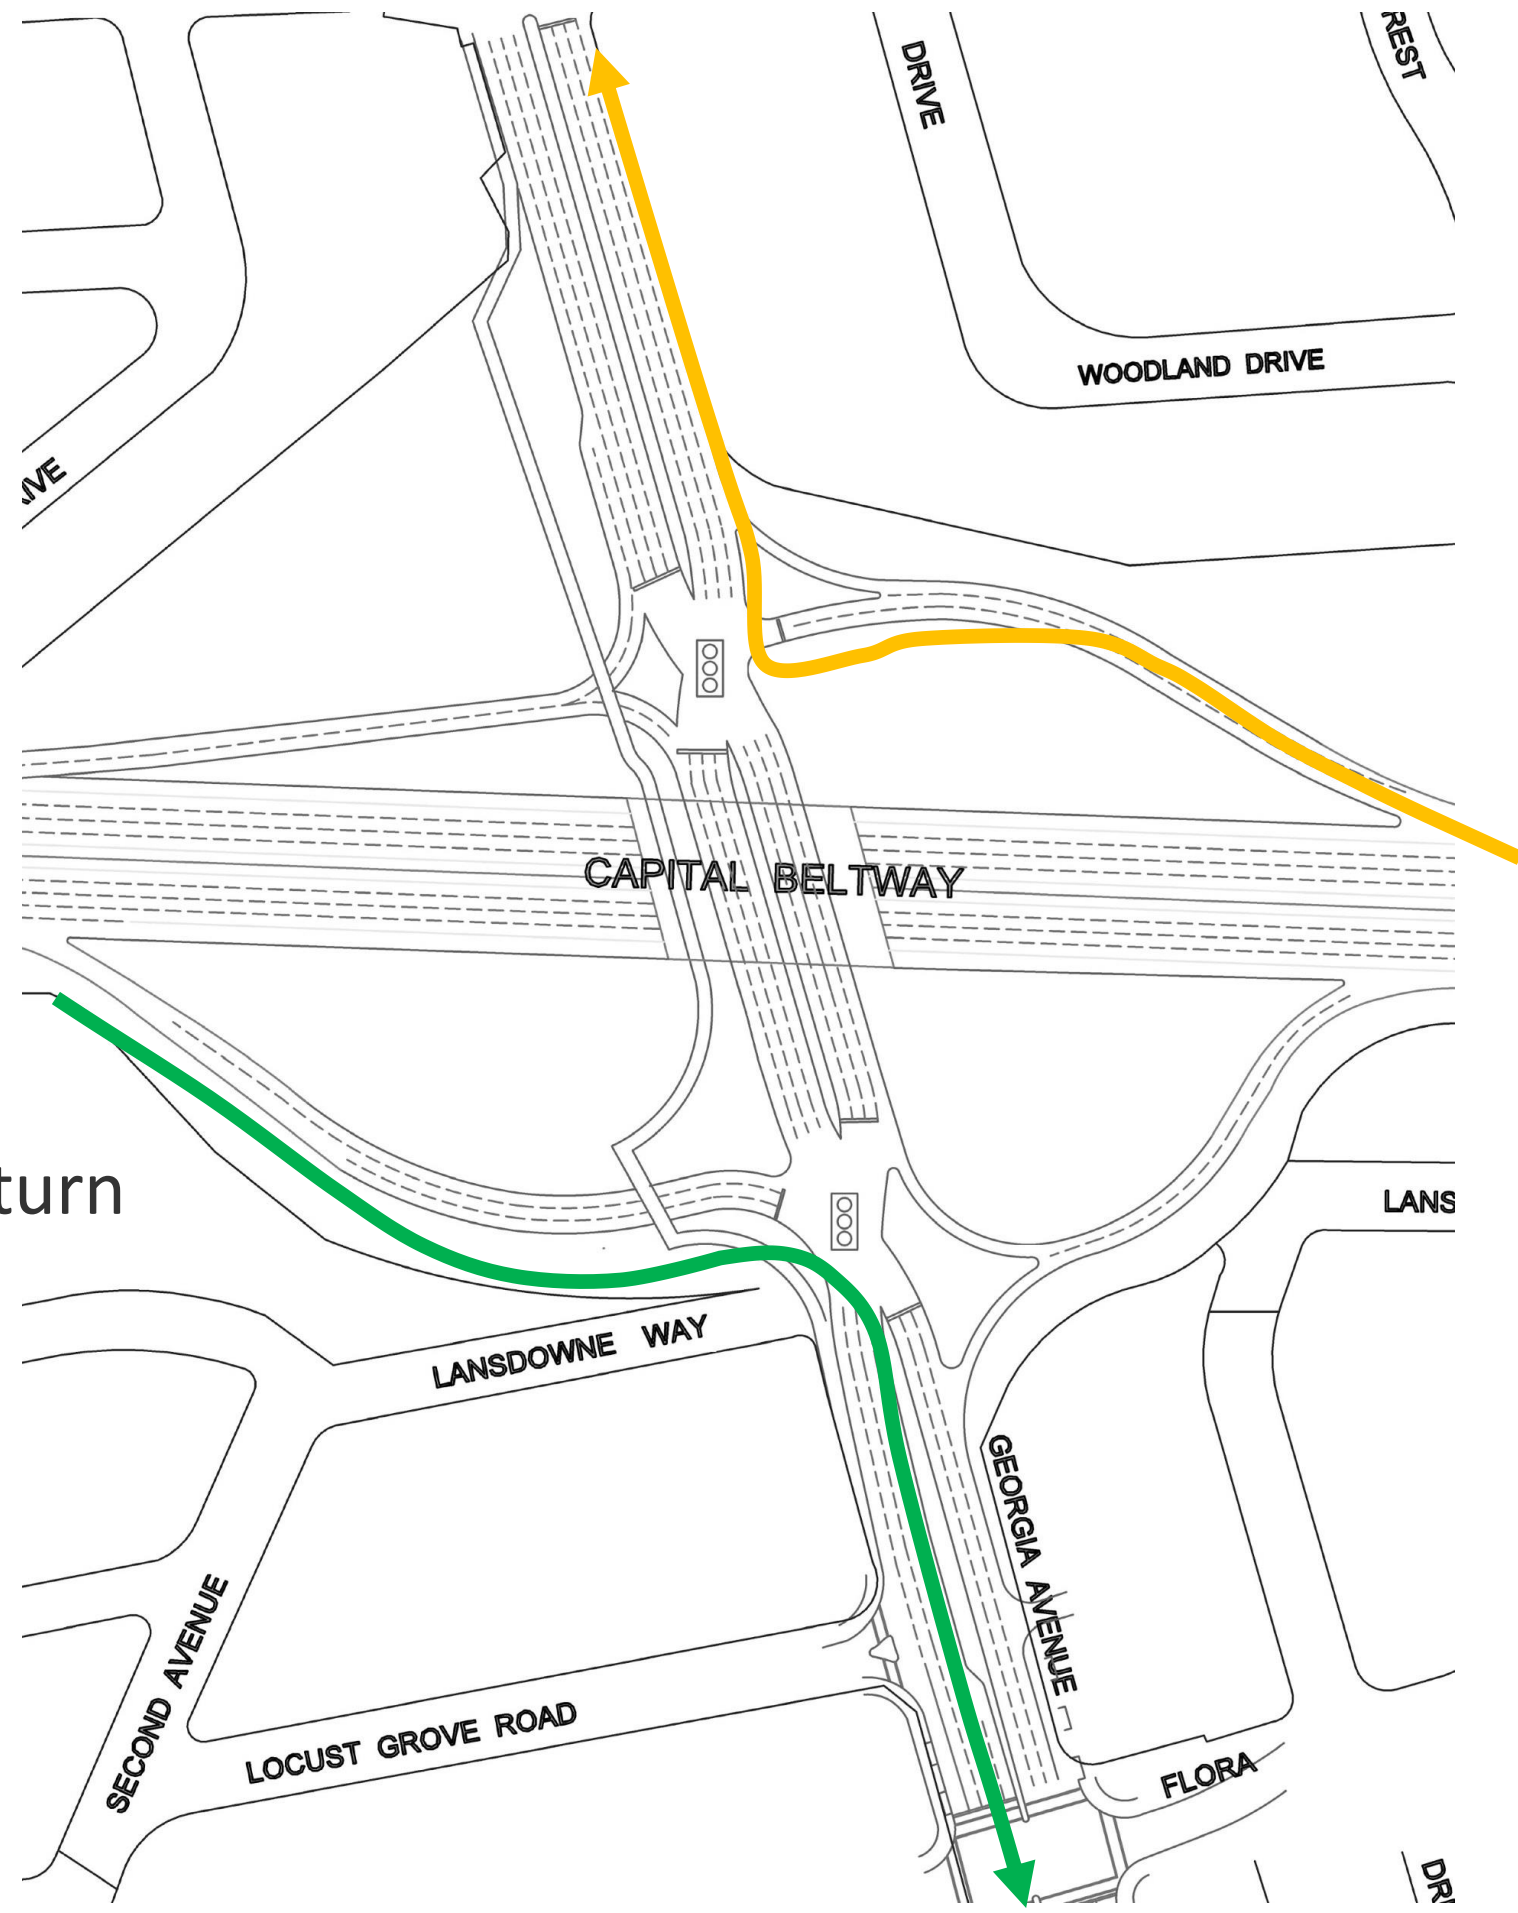 DRIVE
REST
WOODLAND DRIVE
CAPITAL BELTWAY
turn
LANS
LANSDOWNE WAY
GEORGIA AVENUE
SECOND AVENUE
LOCUST GROVE ROAD
FLORA